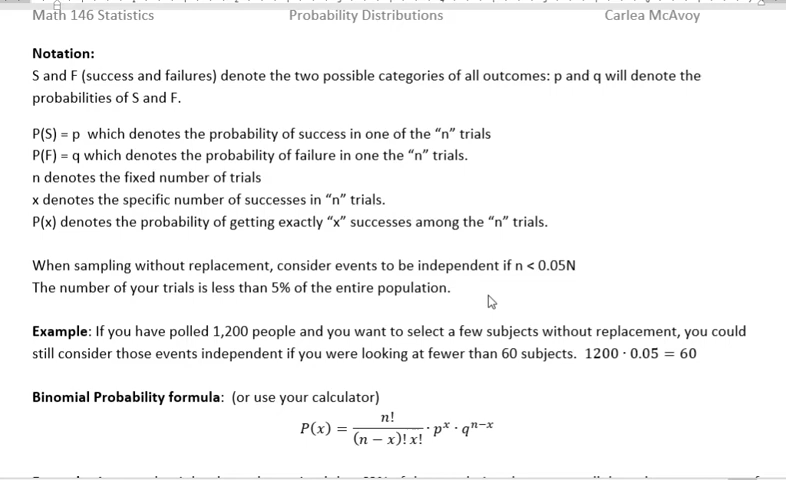 Math 146 Statistics Probability Distributions Carlea McAvoy
Notation:
S and F (success and failures) denote the two possible categories of all outcomes: p and q will denote the
probabilities of S and F.
P(S) = p which denotes the probability of success in one of the “n” trials
P(F) = q which denotes the probability of failure in one the “n” trials.
n denotes the fixed number of trials
x denotes the specific number of successes in “n” trials.
P(x) denotes the probability of getting exactly “x” successes among the “n” trials.
When sampling without replacement, consider events to be independent if n < 0.05N
The number of your trials is less than 5% of the entire population.
Example: If you have polled 1,200 people and you want to select a few subjects without replacement, you could
still consider those events independent if you were looking at fewer than 60 subjects. 1200 · 0.05 = 60
Binomial Probability formula: (or use your calculator)
P(x) = n! / (n − x)! x! · pˣ · qⁿ⁻ˣ